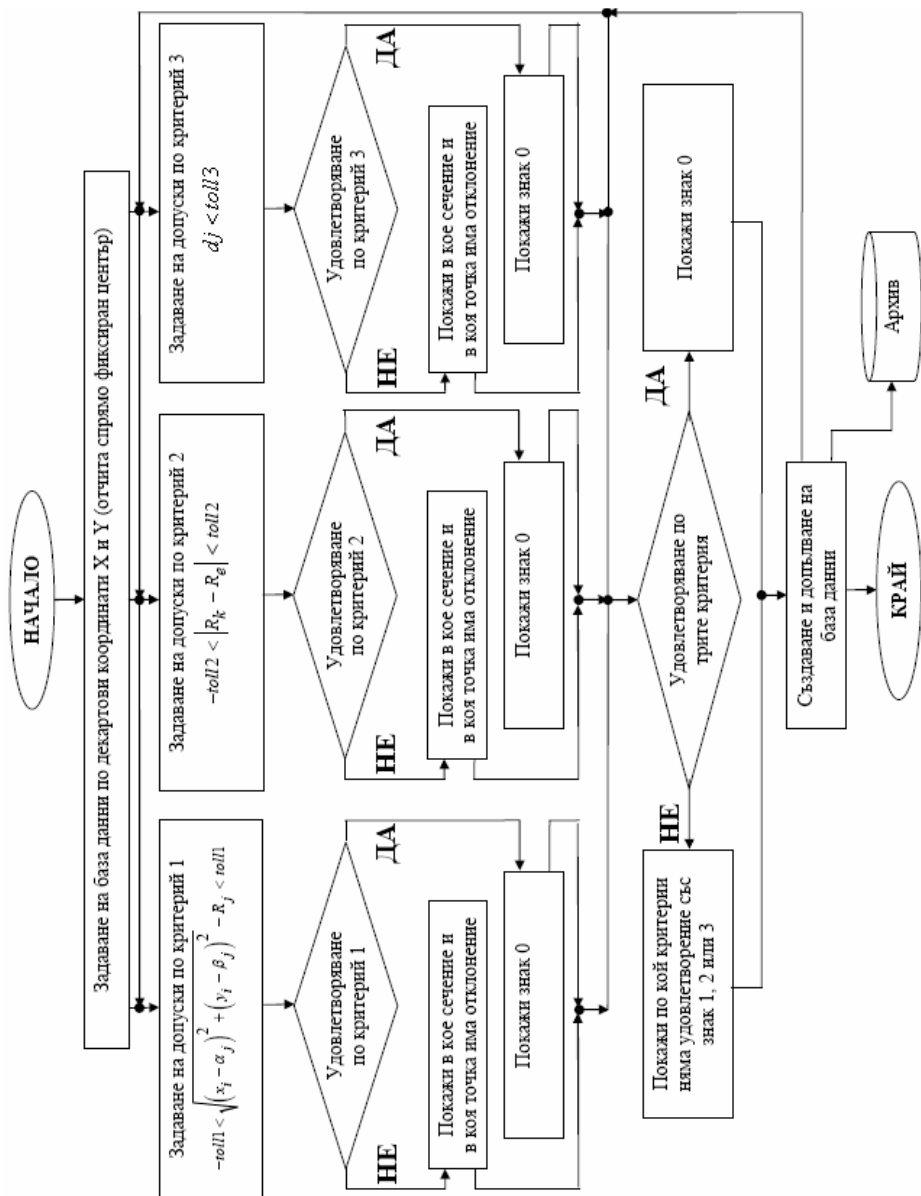 НАЧАЛО
Задаване на база данни по декартови координати X и Y (отчита спрямо фиксиран център)
Задаване на допуски по критерий 1
−toll1 < √(x_i − α_j)² + (y_i − β_j)² − R_j < toll1
Задаване на допуски по критерий 2
−toll2 < |R_k − R_e| < toll2
Задаване на допуски по критерий 3
dj < toll3
Удовлетворяване
по критерий 1
Удовлетворяване
по критерий 2
Удовлетворяване
по критерий 3
НЕ
ДА
НЕ
ДА
НЕ
ДА
Покажи в кое сечение и
в коя точка има отклонение
Покажи в кое сечение и
в коя точка има отклонение
Покажи в кое сечение и
в коя точка има отклонение
Покажи знак 0
Покажи знак 0
Покажи знак 0
Удовлетворяване по
трите критерия
НЕ
ДА
Покажи по кой критерии
няма удовлетворение със
знак 1, 2 или 3
Покажи знак 0
Създаване и допълване на
база данни
КРАЙ
Архив